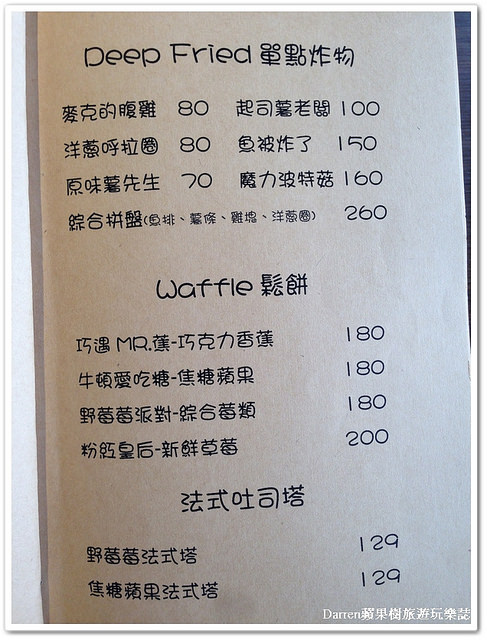 Deep Fried 單點炸物
麥克的腹雞 80 起司薯老闆 100
洋蔥呼拉圈 80 魚被炸了 150
原味薯先生 70 魔力波特菇 160
綜合拼盤(魚排、薯條、雞塊、洋蔥圈) 260
Waffle 鬆餅
巧遇 MR.蕉-巧克力香蕉 180
牛頓愛吃糖-焦糖蘋果 180
野莓莓派對-綜合莓類 180
粉紅皇后-新鮮草莓 200
法式吐司塔
野莓莓法式塔 129
焦糖蘋果法式塔 129
Darren蘋果樹旅遊玩樂誌